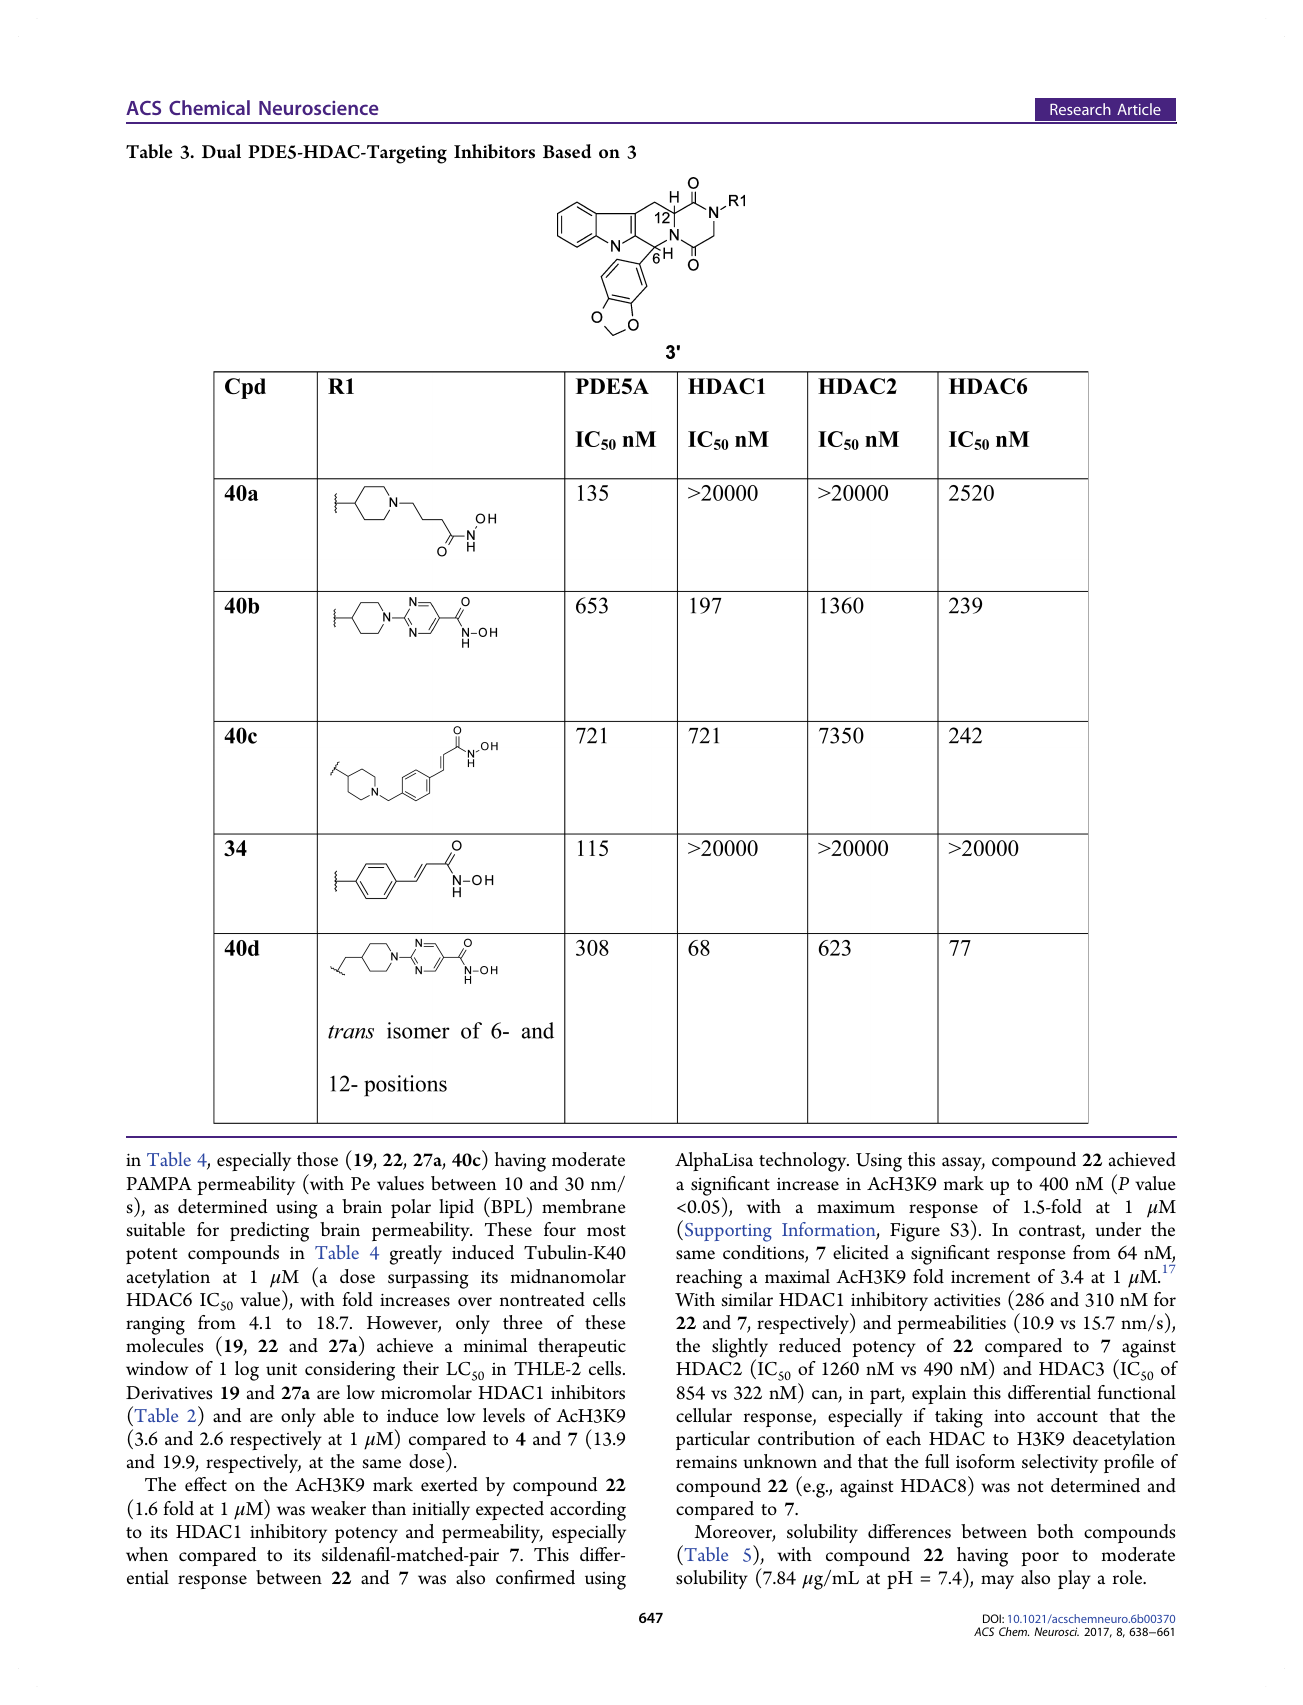 ACS Chemical Neuroscience
Research Article
Table 3. Dual PDE5-HDAC-Targeting Inhibitors Based on 3
H
O
N
R1
12
N
N
6
H
O
O
O
3'
Cpd R1 PDE5A HDAC1 HDAC2 HDAC6
IC50 nM IC50 nM IC50 nM IC50 nM
40a 135 >20000 >20000 2520
N
OH
N
H
O
40b 653 197 1360 239
N
N
N
O
N
H
OH
40c 721 721 7350 242
O
N
H
OH
N
34 115 >20000 >20000 >20000
O
N
H
OH
40d 308 68 623 77
N
N
N
O
N
H
OH
trans isomer of 6- and
12- positions
in Table 4, especially those (19, 22, 27a, 40c) having moderate
PAMPA permeability (with Pe values between 10 and 30 nm/
s), as determined using a brain polar lipid (BPL) membrane
suitable for predicting brain permeability. These four most
potent compounds in Table 4 greatly induced Tubulin-K40
acetylation at 1 μM (a dose surpassing its midnanomolar
HDAC6 IC50 value), with fold increases over nontreated cells
ranging from 4.1 to 18.7. However, only three of these
molecules (19, 22 and 27a) achieve a minimal therapeutic
window of 1 log unit considering their LC50 in THLE-2 cells.
Derivatives 19 and 27a are low micromolar HDAC1 inhibitors
(Table 2) and are only able to induce low levels of AcH3K9
(3.6 and 2.6 respectively at 1 μM) compared to 4 and 7 (13.9
and 19.9, respectively, at the same dose).
The effect on the AcH3K9 mark exerted by compound 22
(1.6 fold at 1 μM) was weaker than initially expected according
to its HDAC1 inhibitory potency and permeability, especially
when compared to its sildenafil-matched-pair 7. This differ-
ential response between 22 and 7 was also confirmed using
AlphaLisa technology. Using this assay, compound 22 achieved
a significant increase in AcH3K9 mark up to 400 nM (P value
<0.05), with a maximum response of 1.5-fold at 1 μM
(Supporting Information, Figure S3). In contrast, under the
same conditions, 7 elicited a significant response from 64 nM,
reaching a maximal AcH3K9 fold increment of 3.4 at 1 μM.17
With similar HDAC1 inhibitory activities (286 and 310 nM for
22 and 7, respectively) and permeabilities (10.9 vs 15.7 nm/s),
the slightly reduced potency of 22 compared to 7 against
HDAC2 (IC50 of 1260 nM vs 490 nM) and HDAC3 (IC50 of
854 vs 322 nM) can, in part, explain this differential functional
cellular response, especially if taking into account that the
particular contribution of each HDAC to H3K9 deacetylation
remains unknown and that the full isoform selectivity profile of
compound 22 (e.g., against HDAC8) was not determined and
compared to 7.
Moreover, solubility differences between both compounds
(Table 5), with compound 22 having poor to moderate
solubility (7.84 μg/mL at pH = 7.4), may also play a role.
647
DOI: 10.1021/acschemneuro.6b00370
ACS Chem. Neurosci. 2017, 8, 638−661